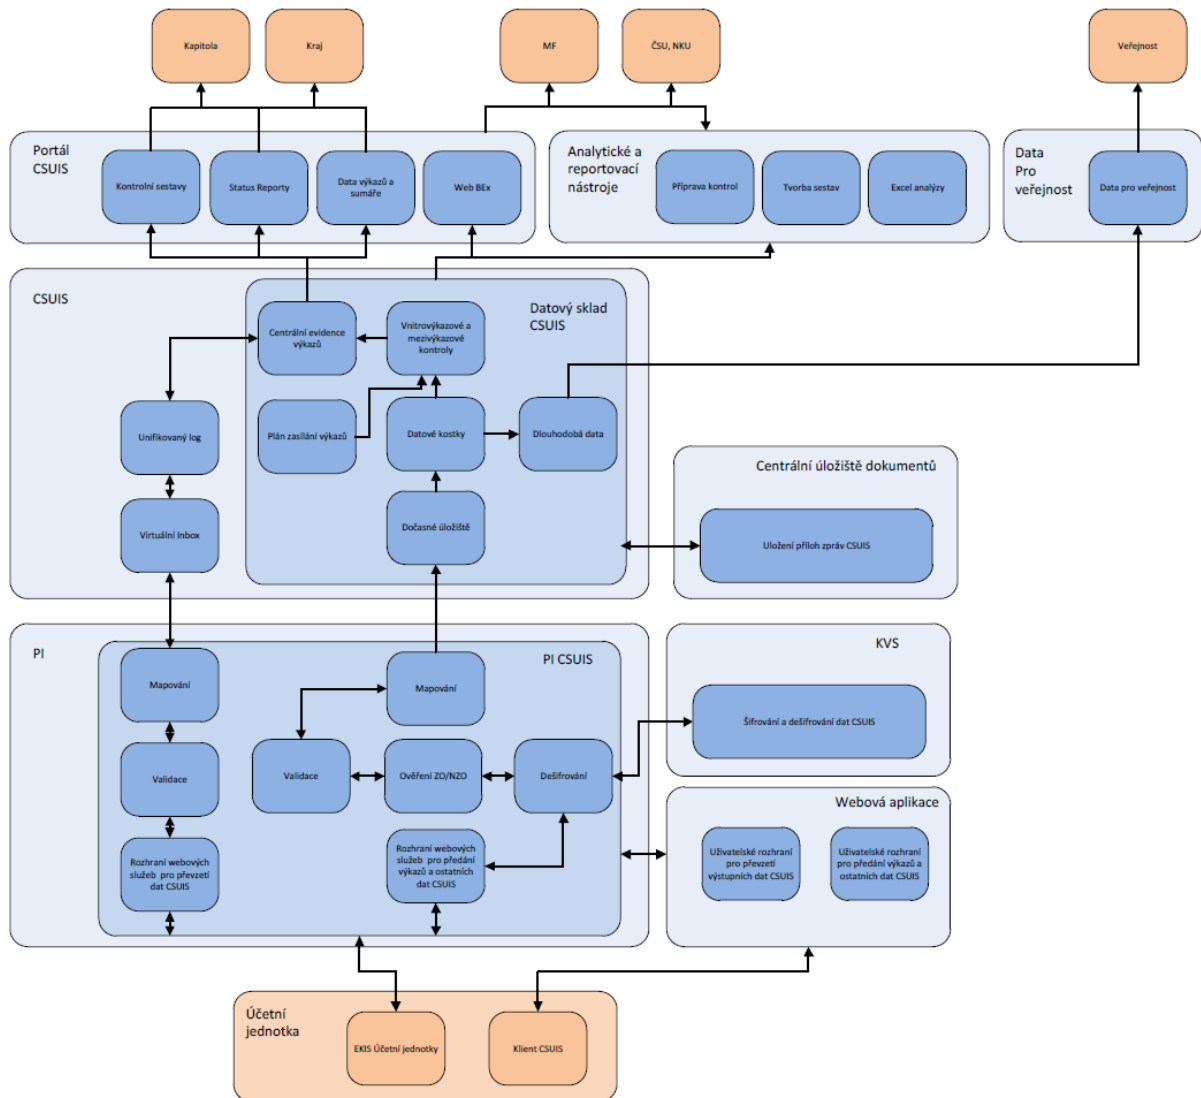 Kapitola
Kraj
MF
ČSU, NKU
Veřejnost
Portál
CSUIS
Kontrolní sestavy
Status Reporty
Data výkazů a
sumáře
Web BEx
Analytické a
reportovací
nástroje
Příprava kontrol
Tvorba sestav
Excel analýzy
Data
Pro
veřejnost
Data pro veřejnost
CSUIS
Datový sklad
CSUIS
Centrální evidence
výkazů
Vnitrovýkazové a
mezivýkazové
kontroly
Unifikovaný log
Plán zasílání výkazů
Datové kostky
Dlouhodobá data
Virtuální Inbox
Dočasné úložiště
Centrální úložiště dokumentů
Uložení příloh zpráv CSUIS
PI
PI CSUIS
Mapování
Mapování
Validace
Validace
Ověření ZO/NZO
Dešifrování
Rozhraní webových
služeb pro převzetí
dat CSUIS
Rozhraní webových
služeb pro předání
výkazů a ostatních
dat CSUIS
KVS
Šifrování a dešifrování dat CSUIS
Webová aplikace
Uživatelské rozhraní
pro převzetí
výstupních dat CSUIS
Uživatelské rozhraní
pro předání výkazů a
ostatních dat CSUIS
Účetní
jednotka
EKIS Účetní jednotky
Klient CSUIS